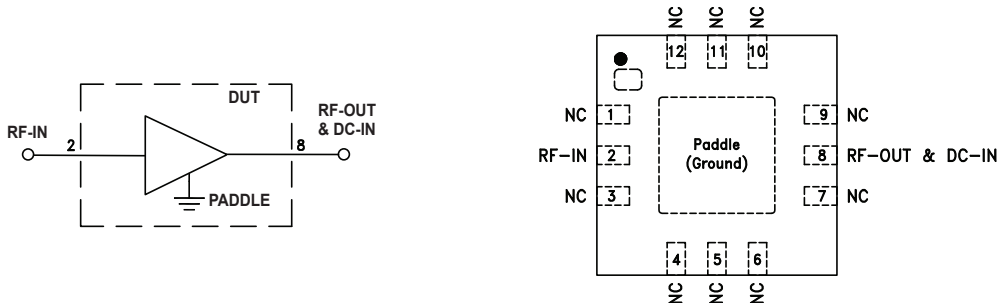 DUT
RF-IN
2
8
RF-OUT
& DC-IN
PADDLE
NC NC NC
12 11 10
NC 1
RF-IN 2
NC 3
Paddle
(Ground)
9 NC
8 RF-OUT & DC-IN
7 NC
4 5 6
NC NC NC